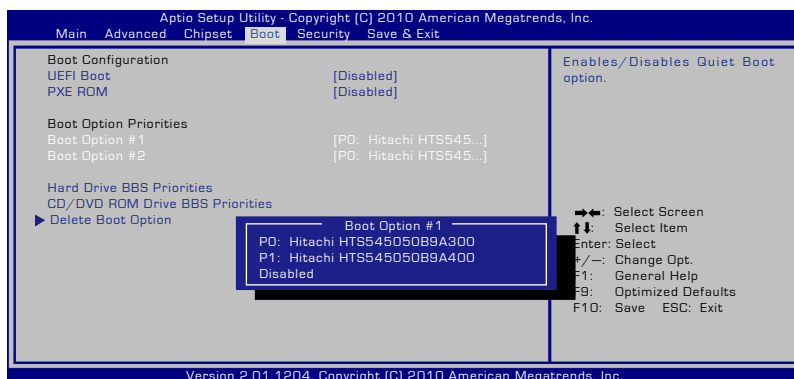 Aptio Setup Utility - Copyright (C) 2010 American Megatrends, Inc.
Main Advanced Chipset Boot Security Save & Exit
Boot Configuration
UEFI Boot [Disabled]
PXE ROM [Disabled]
Boot Option Priorities
Boot Option #1 [P0: Hitachi HTS545...]
Boot Option #2 [P0: Hitachi HTS545...]
Hard Drive BBS Priorities
CD/DVD ROM Drive BBS Priorities
Delete Boot Option
Boot Option #1
P0: Hitachi HTS545050B9A300
P1: Hitachi HTS545050B9A400
Disabled
Enables/Disables Quiet Boot
option.
→←: Select Screen
↑↓: Select Item
Enter: Select
+/—: Change Opt.
F1: General Help
F9: Optimized Defaults
F10: Save ESC: Exit
Version 2.01.1204. Copyright (C) 2010 American Megatrends, Inc.